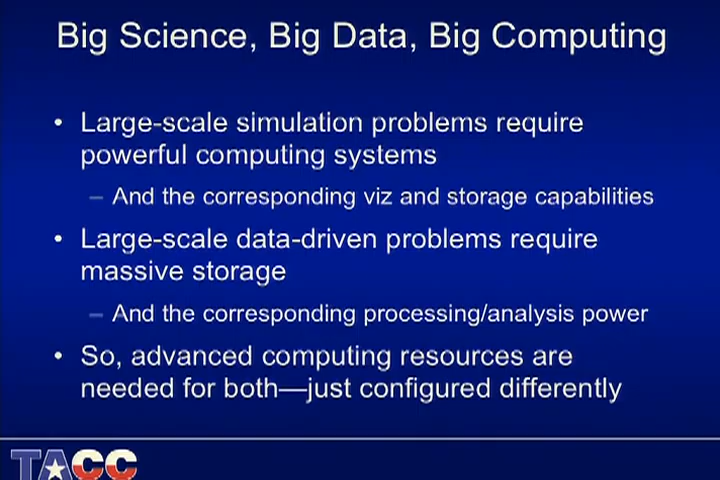 Big Science, Big Data, Big Computing
• Large-scale simulation problems require
powerful computing systems
– And the corresponding viz and storage capabilities
• Large-scale data-driven problems require
massive storage
– And the corresponding processing/analysis power
• So, advanced computing resources are
needed for both—just configured differently
TACC